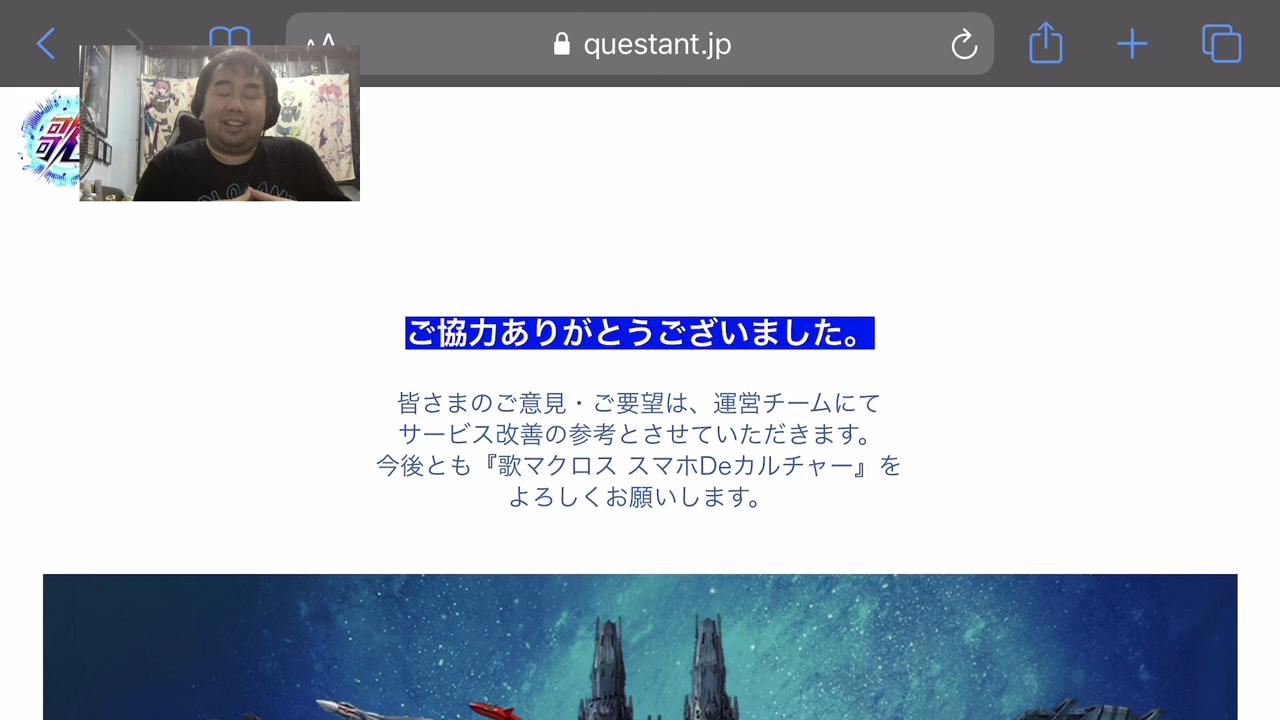 AA
questant.jp
歌
ご協力ありがとうございました。
皆さまのご意見・ご要望は、運営チームにて
サービス改善の参考とさせていただきます。
今後とも『歌マクロス スマホDeカルチャー』を
よろしくお願いします。